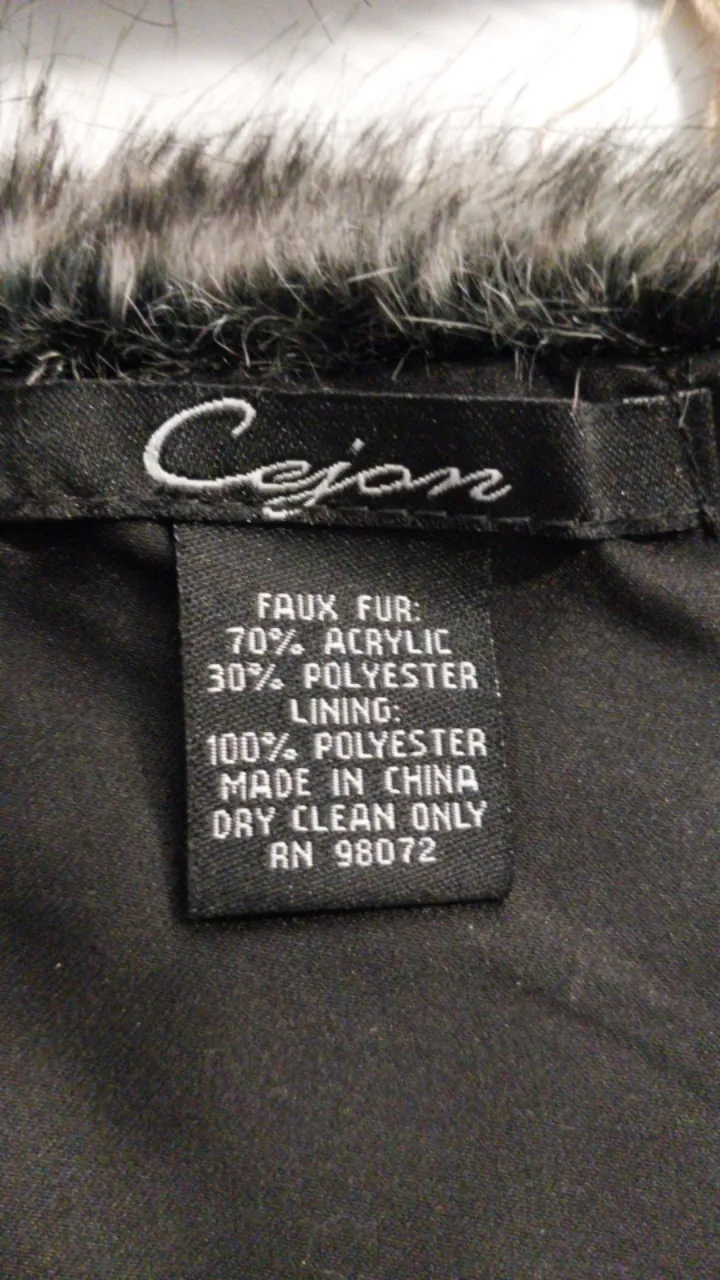 Cejon
FAUX FUR:
70% ACRYLIC
30% POLYESTER
LINING:
100% POLYESTER
MADE IN CHINA
DRY CLEAN ONLY
RN 98072